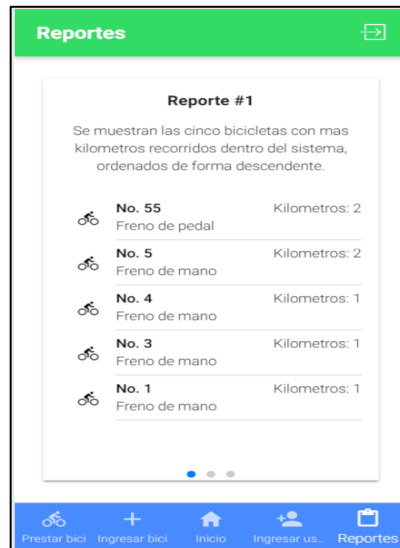 Reportes
Reporte #1
Se muestran las cinco bicicletas con mas
kilometros recorridos dentro del sistema,
ordenados de forma descendente.
No. 55 Kilometros: 2
Freno de pedal
No. 5 Kilometros: 2
Freno de mano
No. 4 Kilometros: 1
Freno de mano
No. 3 Kilometros: 1
Freno de mano
No. 1 Kilometros: 1
Freno de mano
Prestar bici Ingresar bici Inicio Ingresar us... Reportes